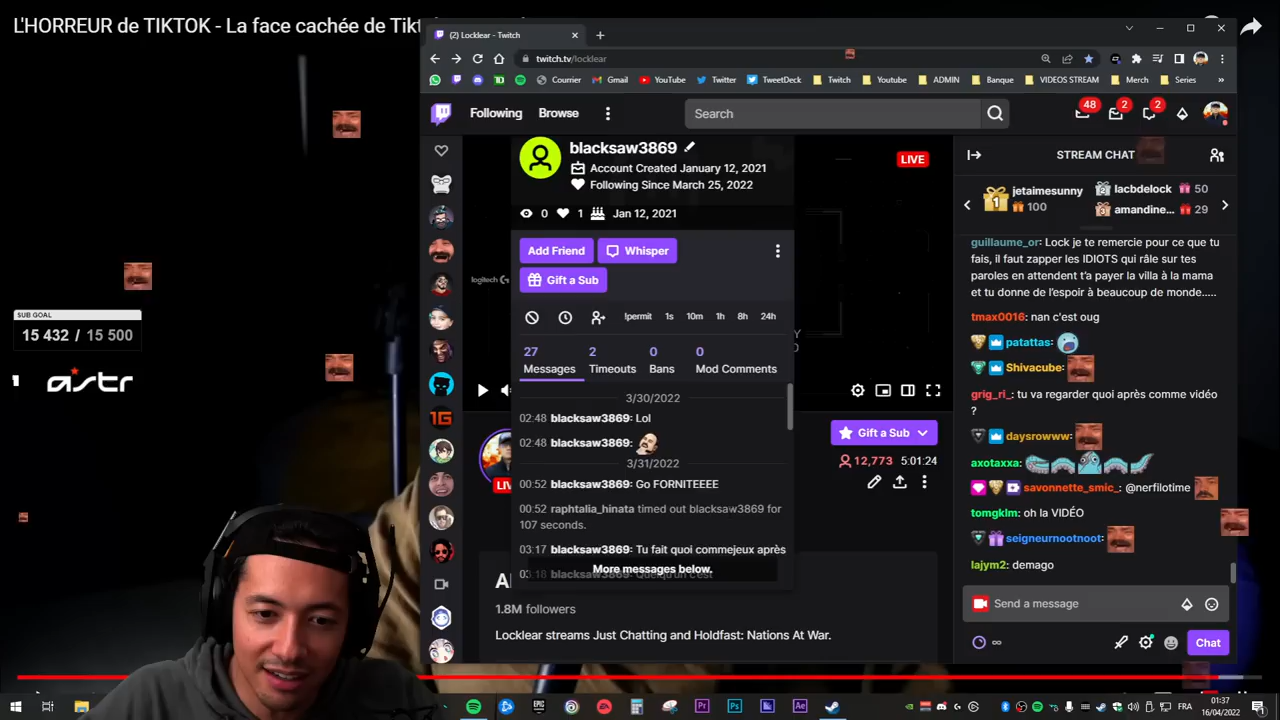 L'HORREUR de TIKTOK - La face cachée de Tikt
(2) Locklear - Twitch
twitch.tv/locklear
Courrier
Gmail
YouTube
Twitter
TweetDeck
Twitch
Youtube
ADMIN
Banque
VIDEOS STREAM
Merch
Series
Following
Browse
Search
48
2
2
blacksaw3869
Account Created January 12, 2021
Following Since March 25, 2022
0
1
Jan 12, 2021
Add Friend
Whisper
Gift a Sub
!permit 1s 10m 1h 8h 24h
27 2 0 0
Messages Timeouts Bans Mod Comments
3/30/2022
02:48 blacksaw3869: Lol
02:48 blacksaw3869:
3/31/2022
00:52 blacksaw3869: Go FORNITEEEE
00:52 raphtalia_hinata timed out blacksaw3869 for
107 seconds.
03:17 blacksaw3869: Tu fait quoi commejeux après
More messages below.
logitech G
LIVE
Gift a Sub
12,773 5:01:24
1.8M followers
Locklear streams Just Chatting and Holdfast: Nations At War.
STREAM CHAT
jetaimesunny
100
lacbdelock 50
amandine... 29
guillaume_or: Lock je te remercie pour ce que tu
fais, il faut zapper les IDIOTS qui râle sur tes
paroles en attendent t'a payer la villa à la mama
et tu donne de l'espoir à beaucoup de monde.....
tmax0016: nan c'est oug
patattas:
Shivacube:
grig_ri_: tu va regarder quoi après comme vidéo
?
daysrowww:
axotaxxa:
savonnette_smic_: @nerfilotime
tomgklm: oh la VIDÉO
seigneurnootnoot:
lajym2: demago
Send a message
Chat
SUB GOAL
15 432 / 15 500
astr
01:37
FR
16/04/2022